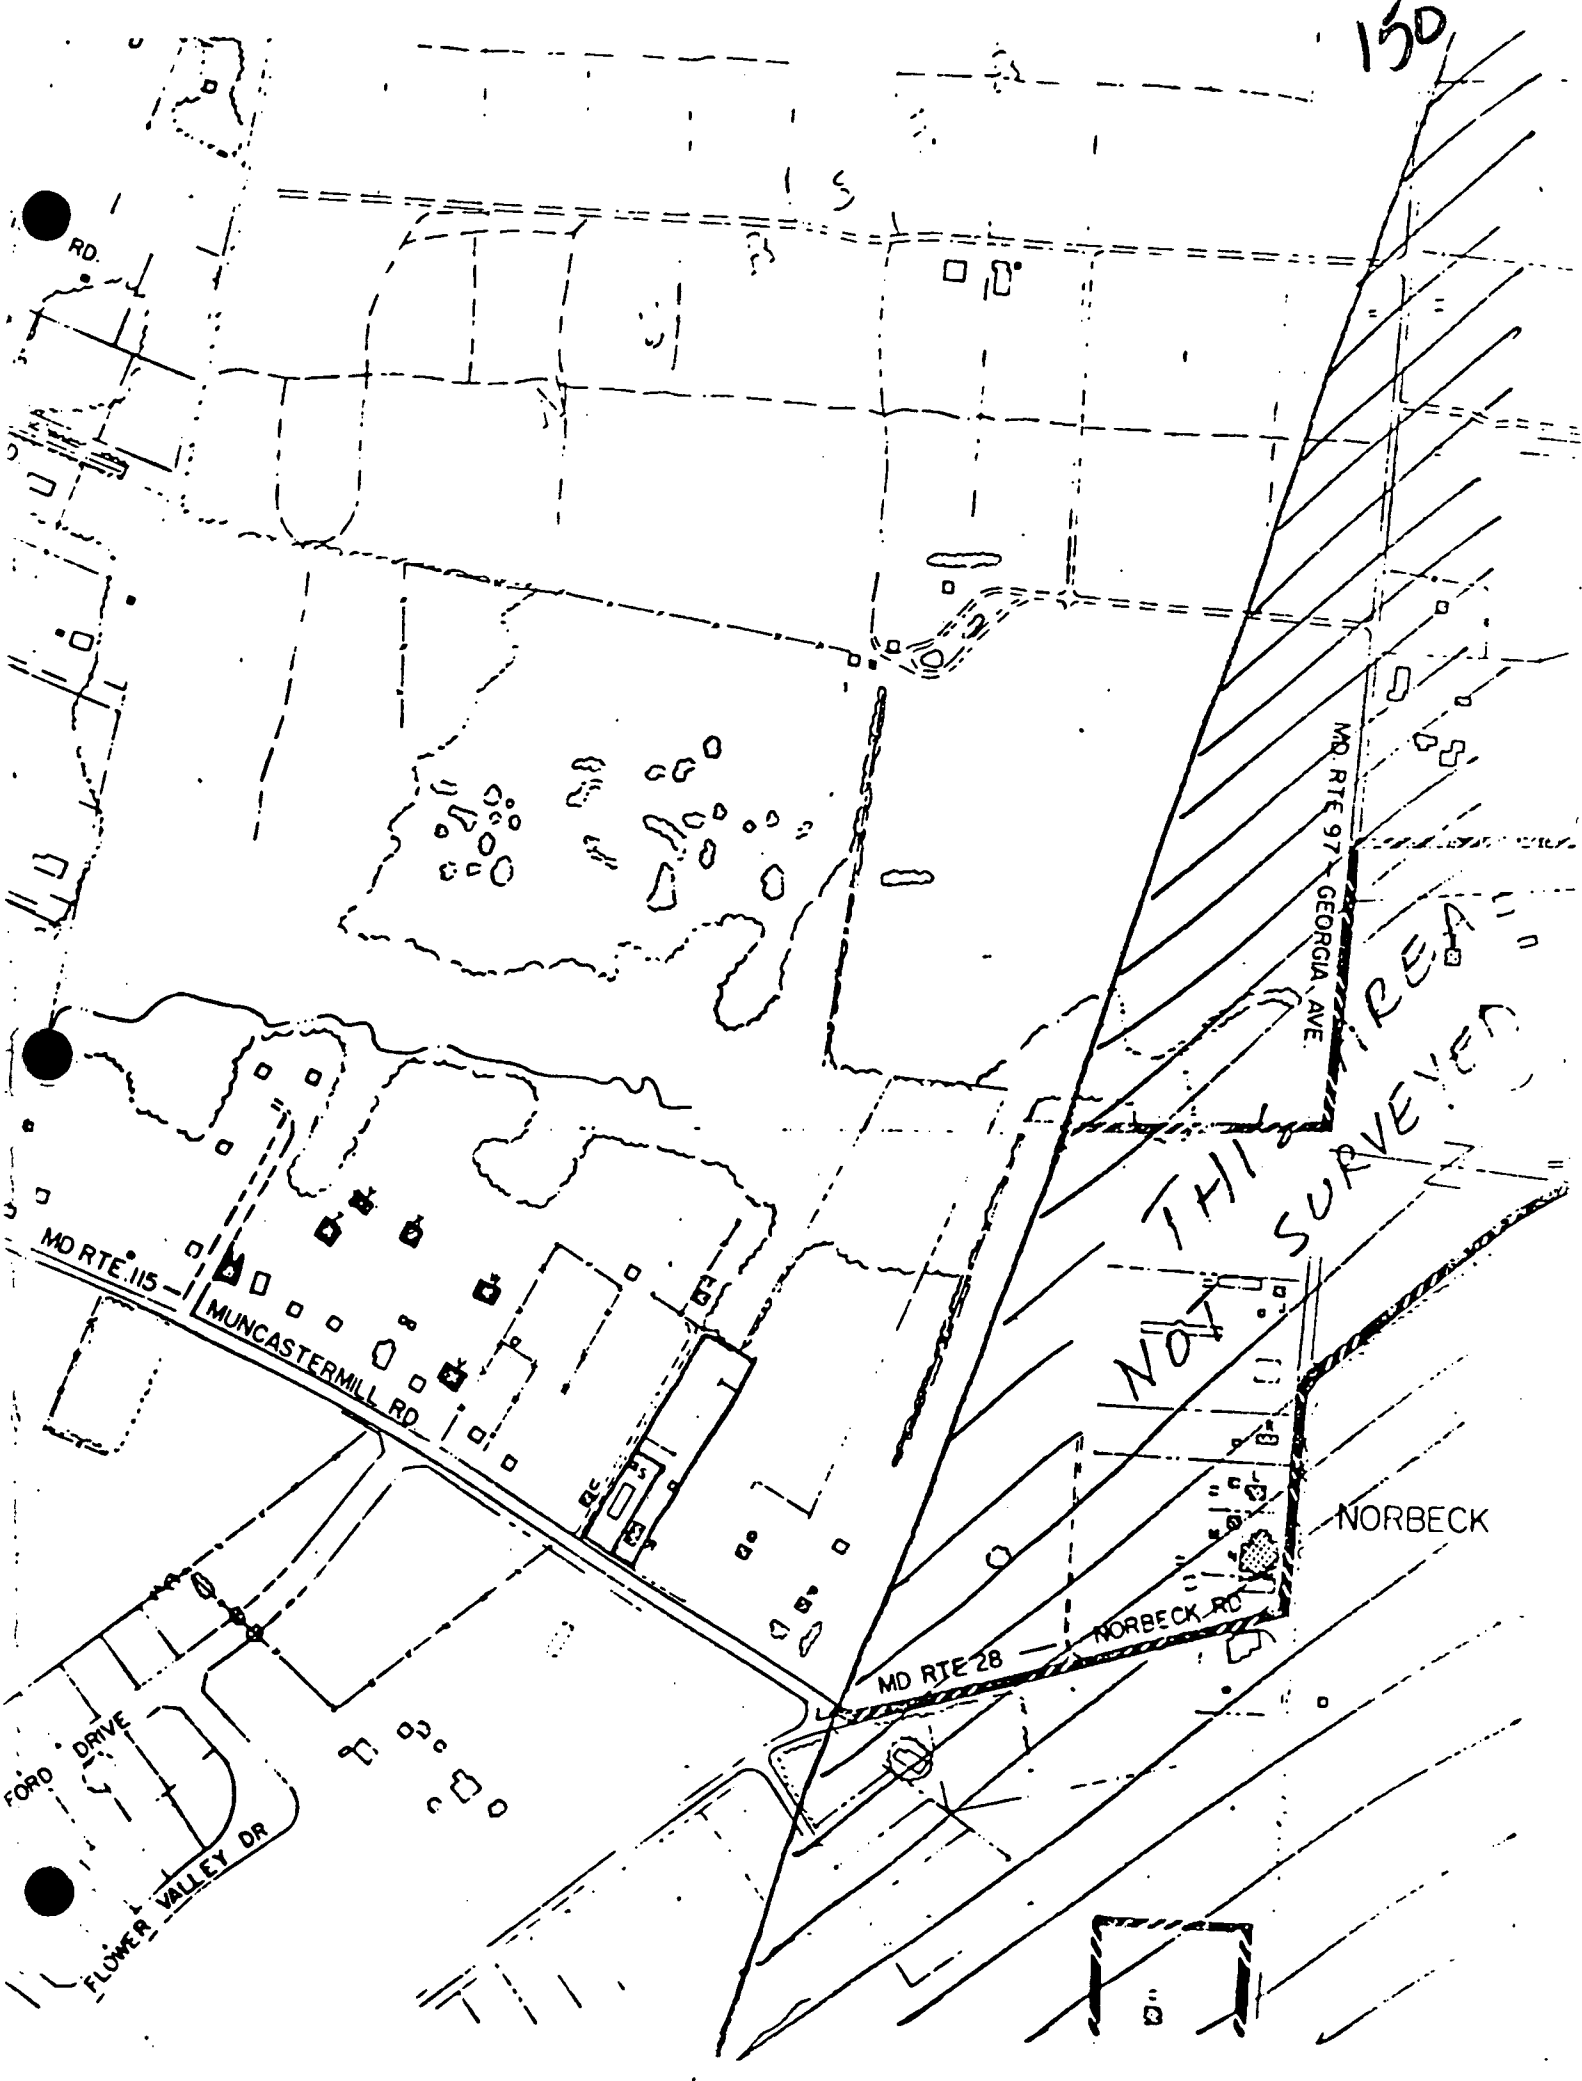 150
RD.
MD. RTE 97 - GEORGIA AVE.
THI AREA
NOT SURVEYED
MD RTE. 115
MUNCASTERMILL RD
NORBECK
MD RTE 28
NORBECK RD
FORD DRIVE
FLOWER VALLEY DR